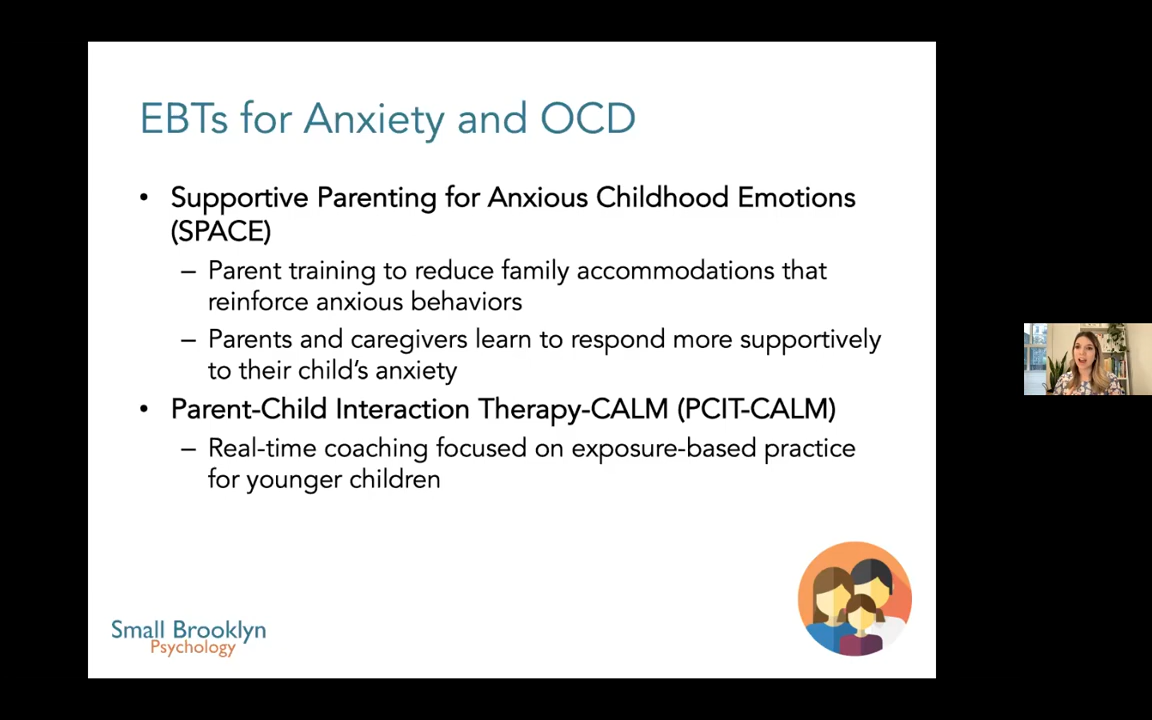 EBTs for Anxiety and OCD
• Supportive Parenting for Anxious Childhood Emotions
(SPACE)
– Parent training to reduce family accommodations that
reinforce anxious behaviors
– Parents and caregivers learn to respond more supportively
to their child's anxiety
• Parent-Child Interaction Therapy-CALM (PCIT-CALM)
– Real-time coaching focused on exposure-based practice
for younger children
Small Brooklyn
Psychology